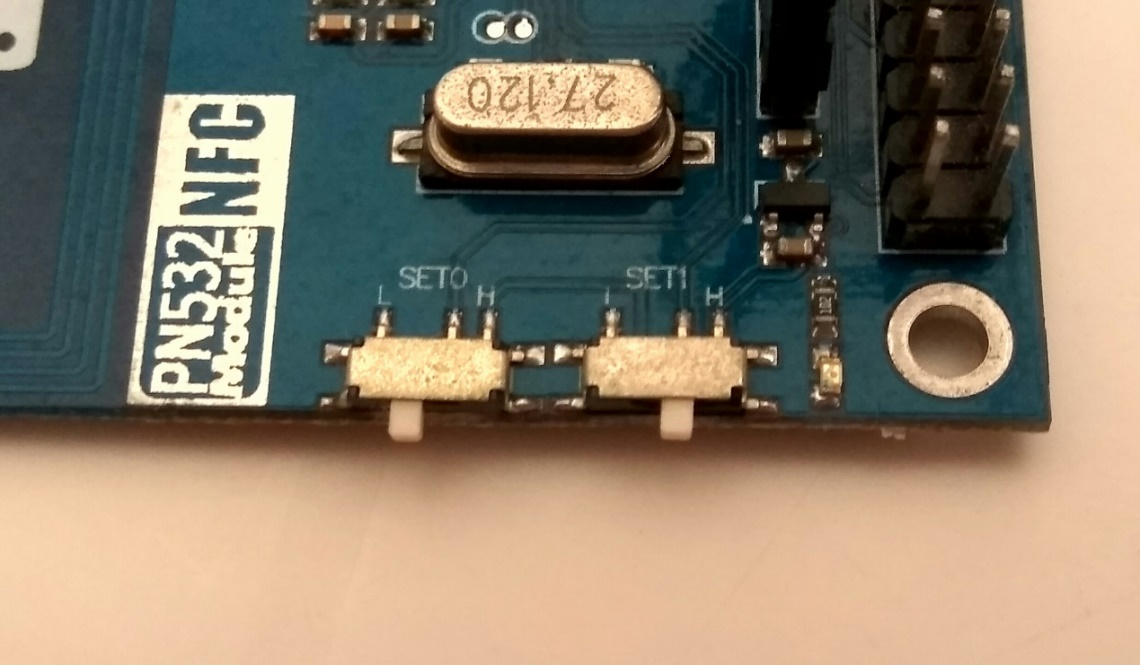 27.120
PN532
Module
NFC
SET0
L H
SET1
L H